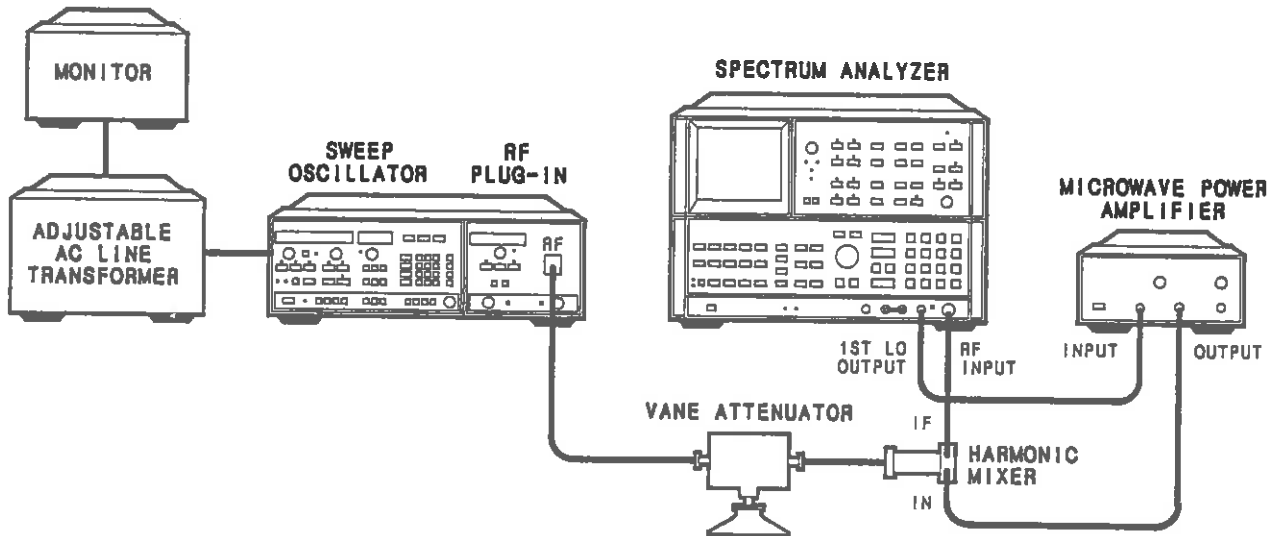 MONITOR
ADJUSTABLE
AC LINE
TRANSFORMER
SWEEP
OSCILLATOR
RF
PLUG-IN
RF
SPECTRUM ANALYZER
MICROWAVE POWER
AMPLIFIER
1ST LO
OUTPUT
RF
INPUT
INPUT
OUTPUT
VANE ATTENUATOR
IF
HARMONIC
MIXER
IN